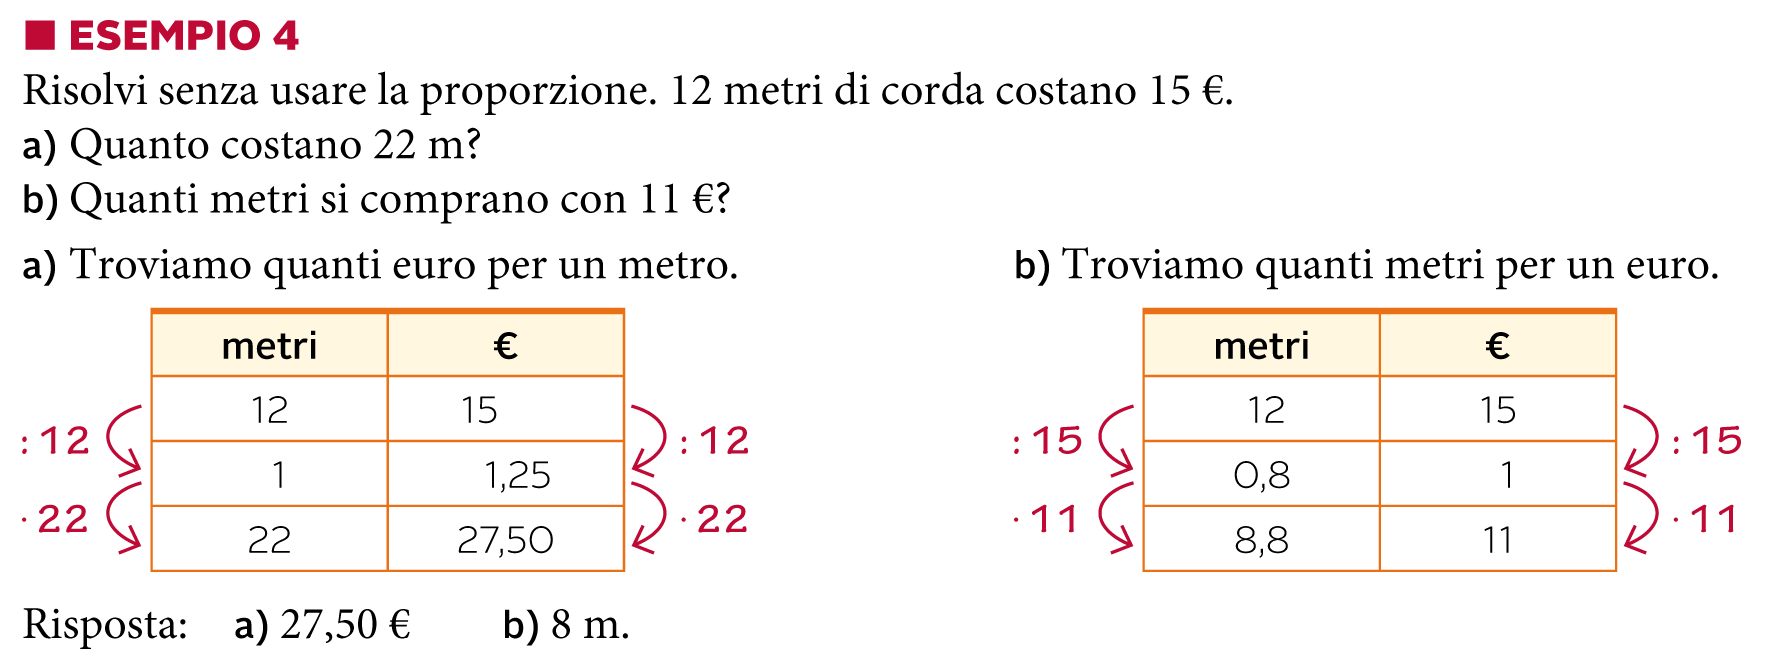 ■ ESEMPIO 4
Risolvi senza usare la proporzione. 12 metri di corda costano 15 €.
a) Quanto costano 22 m?
b) Quanti metri si comprano con 11 €?
a) Troviamo quanti euro per un metro.
metri €
12 15
: 12 : 12
1 1,25
· 22 · 22
22 27,50
b) Troviamo quanti metri per un euro.
metri €
12 15
: 15 : 15
0,8 1
· 11 · 11
8,8 11
Risposta: a) 27,50 € b) 8 m.